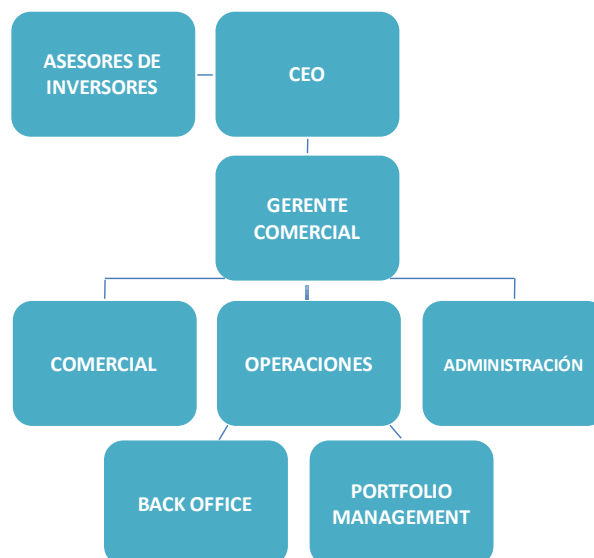 ASESORES DE
INVERSORES
CEO
GERENTE
COMERCIAL
COMERCIAL
OPERACIONES
ADMINISTRACIÓN
BACK OFFICE
PORTFOLIO
MANAGEMENT